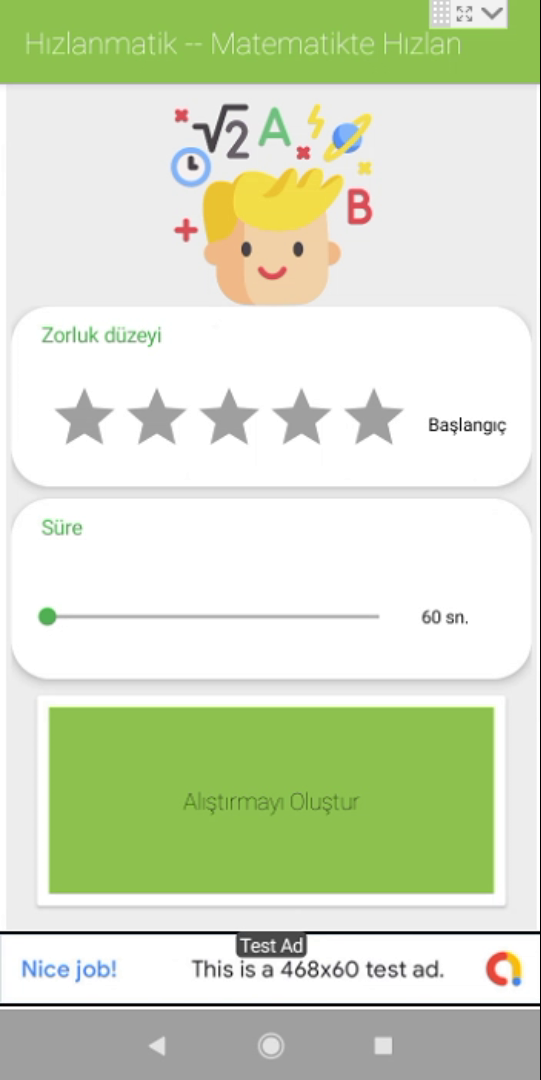 Hızlanmatik -- Matematikte Hızlan
√2 A
B
Zorluk düzeyi
Başlangıç
Süre
60 sn.
Alıştırmayı Oluştur
Test Ad
Nice job! This is a 468x60 test ad.